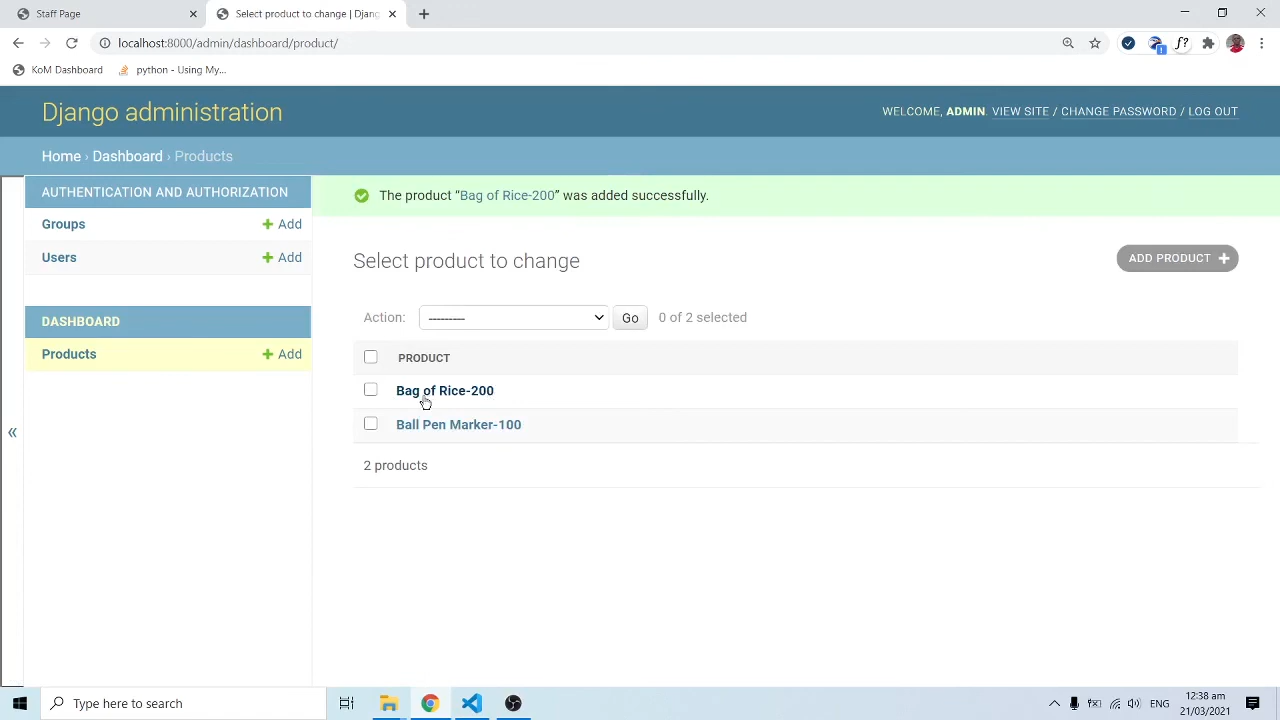 Staff Page
Select product to change | Djang
localhost:8000/admin/dashboard/product/
KoM Dashboard
python - Using My...
Django administration
WELCOME, ADMIN. VIEW SITE / CHANGE PASSWORD / LOG OUT
Home › Dashboard › Products
AUTHENTICATION AND AUTHORIZATION
Groups
Add
Users
Add
DASHBOARD
Products
Add
«
The product “Bag of Rice-200” was added successfully.
Select product to change
ADD PRODUCT
Action:
---------
Go
0 of 2 selected
PRODUCT
Bag of Rice-200
Ball Pen Marker-100
2 products
Type here to search
ENG
12:38 am
21/03/2021